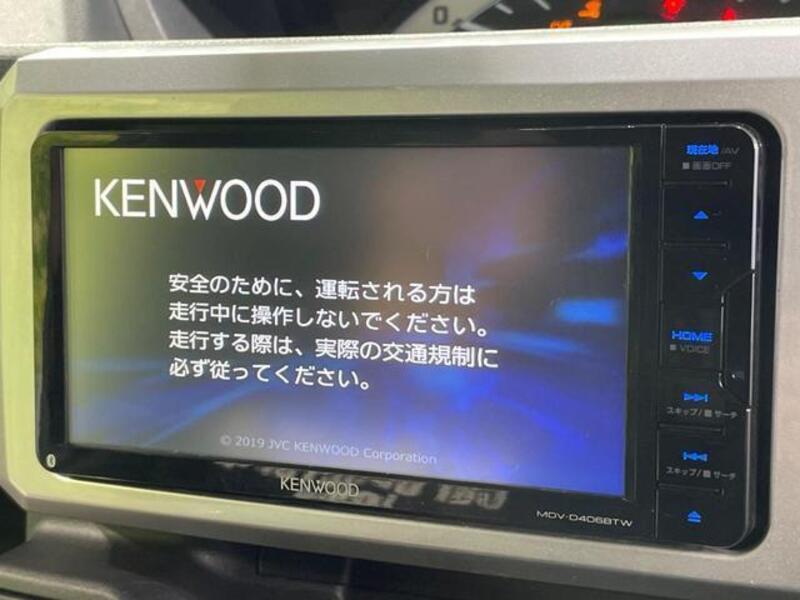 0
現在地/AV
■画面OFF
KENWOOD
安全のために、運転される方は
走行中に操作しないでください。
走行する際は、実際の交通規制に
必ず従ってください。
© 2019 JVC KENWOOD Corporation
HOME
■ VOICE
スキップ/■サーチ
スキップ/■サーチ
KENWOOD
MDV-D406BTW